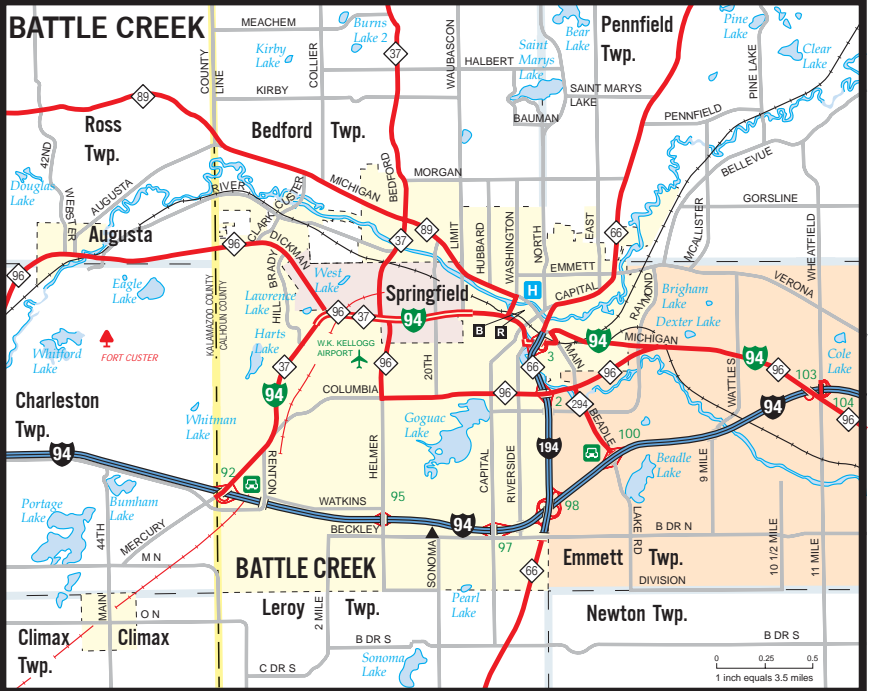 BATTLE CREEK
MEACHEM
Burns
Lake 2
COUNTY
LINE
COLLIER
Kirby
Lake
37
WAUBASCON
HALBERT
Saint
Marys
Lake
BAUMAN
Bear
Lake
Pennfield
Twp.
Pine
Lake
PINE LAKE
Clear
Lake
SAINT MARYS
LAKE
KIRBY
89
Ross
Twp.
Bedford Twp.
PENNFIELD
BELLEVUE
42ND
Douglas
Lake
WEBSTER
AUGUSTA
RIVER
CLARK
CUSTER
MICHIGAN
BEDFORD
MORGAN
GORSLINE
Augusta
96
DICKMAN
37
89
LIMIT
HUBBARD
WASHINGTON
NORTH
EAST
66
MCALLISTER
WHEATFIELD
96
BRADY
West
Lake
EMMETT
VERONA
Eagle
Lake
KALAMAZOO COUNTY
CALHOUN COUNTY
Lawrence
Lake
HILL
Springfield
H
CAPITAL
RAYMOND
Brigham
Lake
Dexter Lake
96
37
94
B
R
MICHIGAN
Whitford
Lake
FORT CUSTER
Harts
Lake
W.K. KELLOGG
AIRPORT
3
MAIN
94
94
Cole
Lake
37
96
20TH
66
96
96
103
WATTLES
94
COLUMBIA
96
2
294
BEADLE
94
104
96
Charleston
Twp.
Whitman
Lake
Goguac
Lake
194
100
94
92
RENTON
HELMER
CAPITAL
RIVERSIDE
Beadle
Lake
9 MILE
Portage
Lake
Burnham
Lake
WATKINS
95
98
44TH
MERCURY
BECKLEY
94
97
LAKE RD
B DR N
M N
BATTLE CREEK
SONOMA
66
Emmett Twp.
10 1/2 MILE
11 MILE
DIVISION
MAIN
O N
Leroy Twp.
2 MILE
Pearl
Lake
Newton Twp.
Climax
Twp.
Climax
B DR S
B DR S
Sonoma
Lake
C DR S
0 0.25 0.5
1 inch equals 3.5 miles